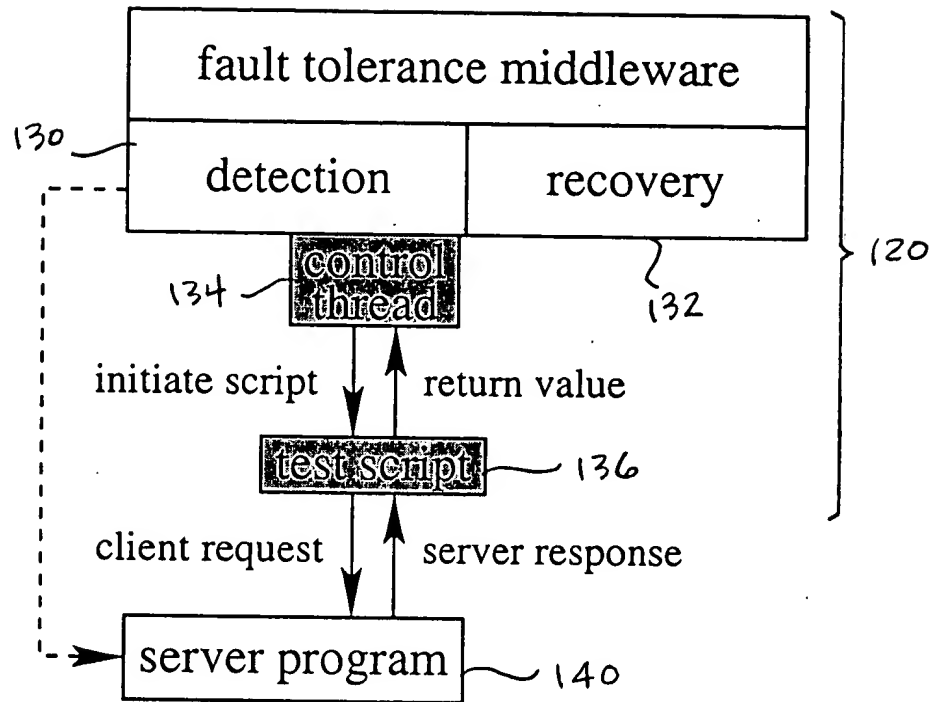 fault tolerance middleware
130
detection
recovery
120
control
thread
134
132
initiate script
return value
test script
136
client request
server response
server program
140